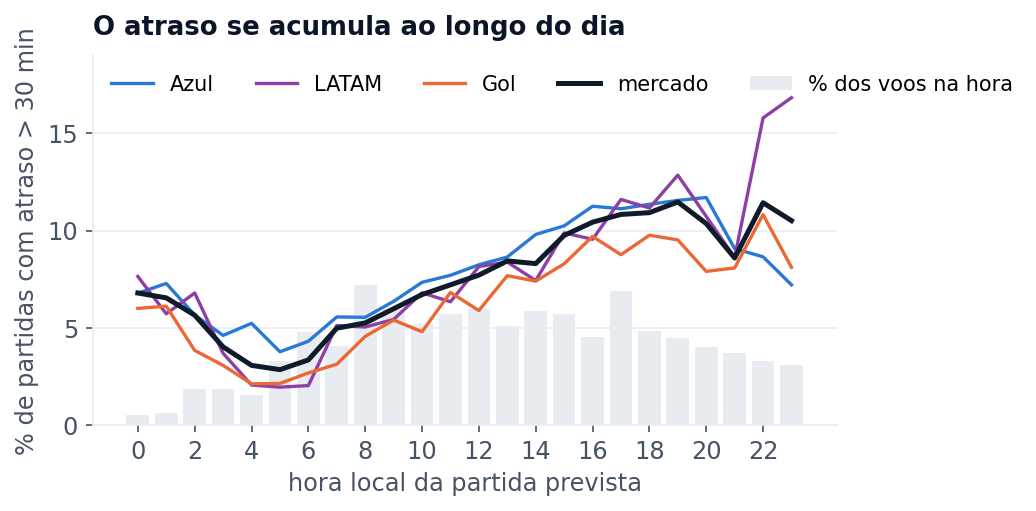 O atraso se acumula ao longo do dia
Azul LATAM Gol mercado % dos voos na hora
% de partidas com atraso > 30 min
15
10
5
0
0 2 4 6 8 10 12 14 16 18 20 22
hora local da partida prevista